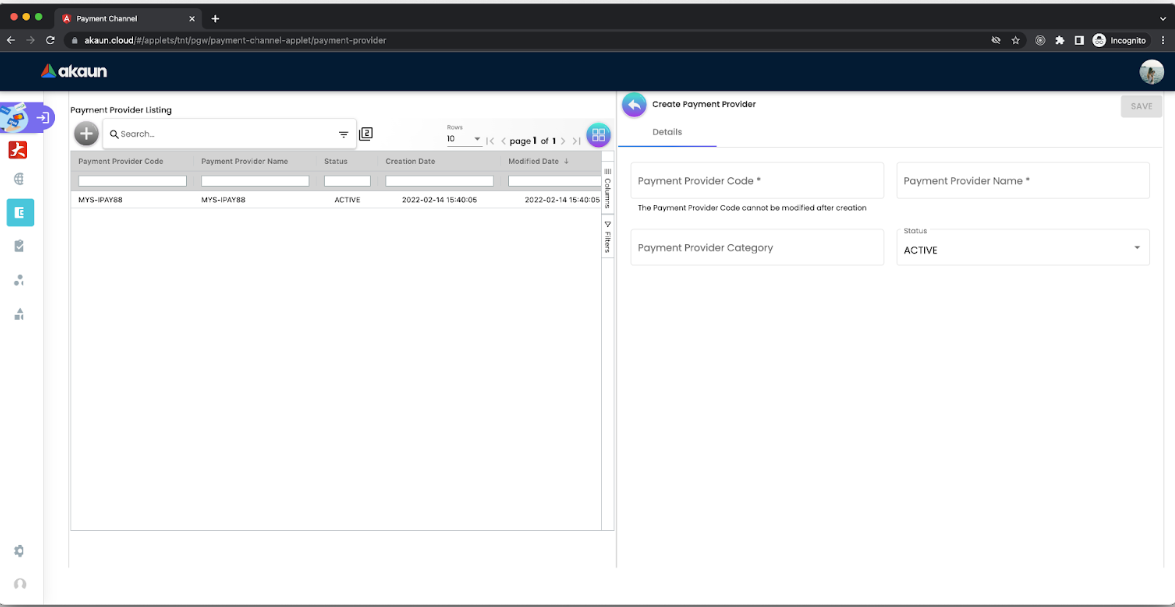 Payment Channel
akaun.cloud/#/applets/tnt/pgw/payment-channel-applet/payment-provider
Incognito
akaun
Payment Provider Listing
Search...
2
Rows
10
page 1 of 1
Payment Provider Code
Payment Provider Name
Status
Creation Date
Modified Date
MYS-IPAY88
MYS-IPAY88
ACTIVE
2022-02-14 15:40:05
2022-02-14 15:40:05
Columns
Filters
Create Payment Provider
SAVE
Details
Payment Provider Code *
Payment Provider Name *
The Payment Provider Code cannot be modified after creation
Payment Provider Category
Status
ACTIVE